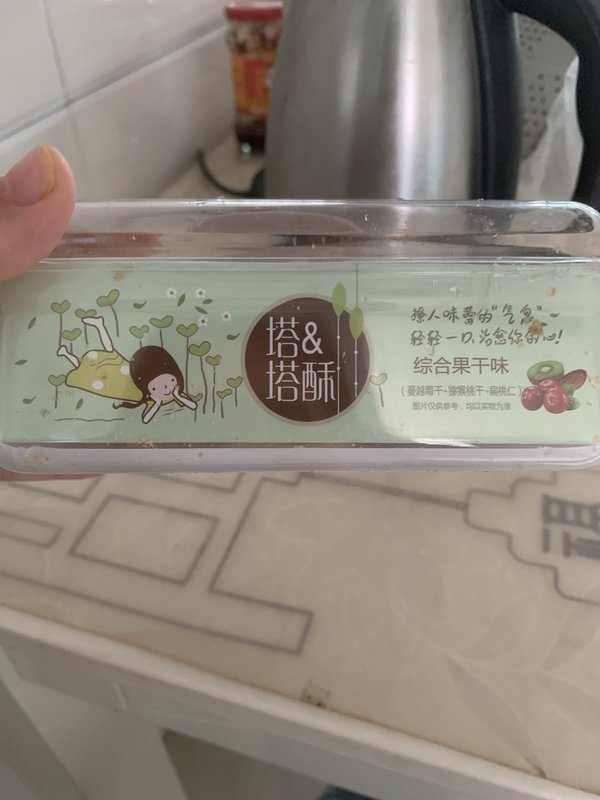 塔&
塔酥
撩人味蕾的"气息"~
轻轻一口,治愈你的心!
综合果干味
(蔓越莓干+猕猴桃干+扁桃仁)
图片仅供参考,均以实物为准